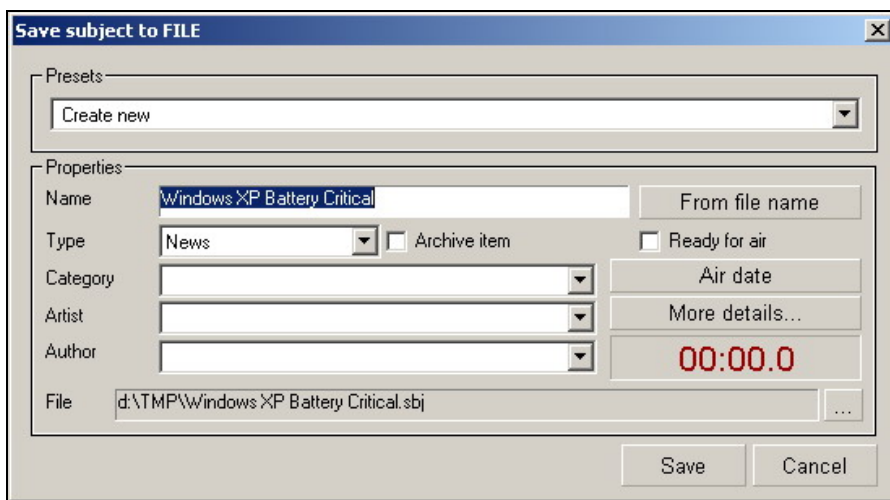 Save subject to FILE
Presets
Create new
Properties
Name Windows XP Battery Critical From file name
Type News Archive item Ready for air
Category Air date
Artist More details...
Author 00:00.0
File d:\TMP\Windows XP Battery Critical.sbj ...
Save Cancel